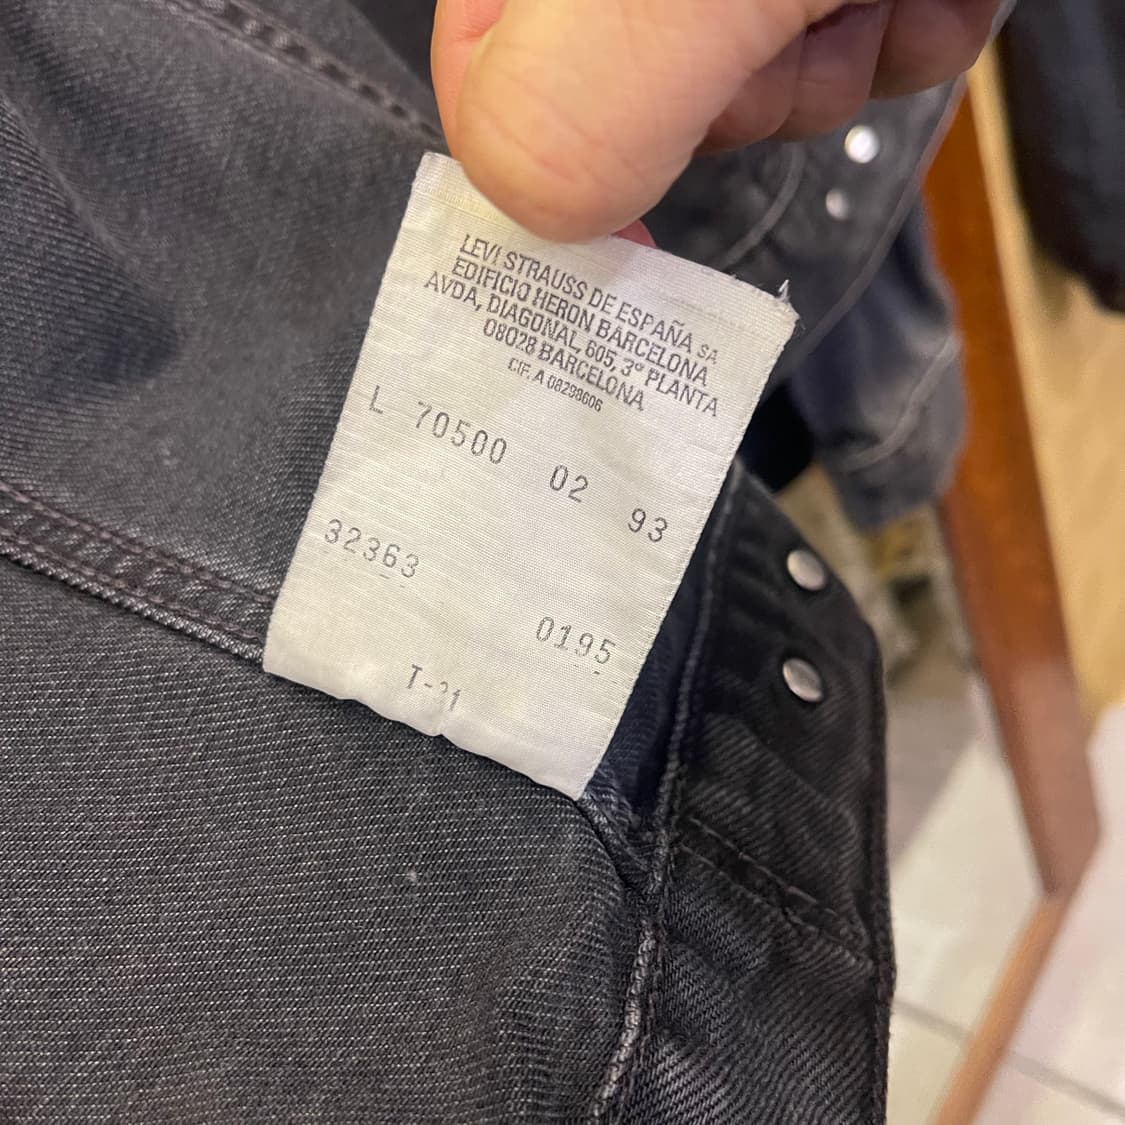 LEVI STRAUSS DE ESPAÑA SA
EDIFICIO HERON BARCELONA
AVDA, DIAGONAL, 605, 3º PLANTA
08028 BARCELONA
CIF. A 08298606
L 70500 02 93
32363
0195